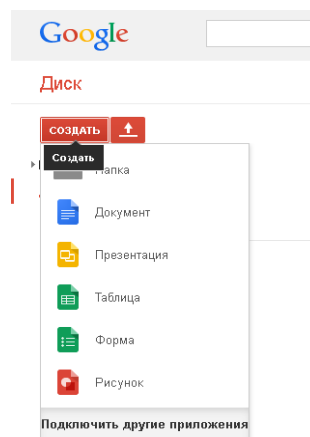 Google
Диск
СОЗДАТЬ
Создать
Папка
Документ
Презентация
Таблица
Форма
Рисунок
Подключить другие приложения